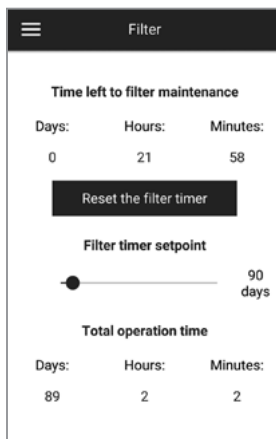 Filter
Time left to filter maintenance
Days: Hours: Minutes:
0 21 58
Reset the filter timer
Filter timer setpoint
90
days
Total operation time
Days: Hours: Minutes:
89 2 2